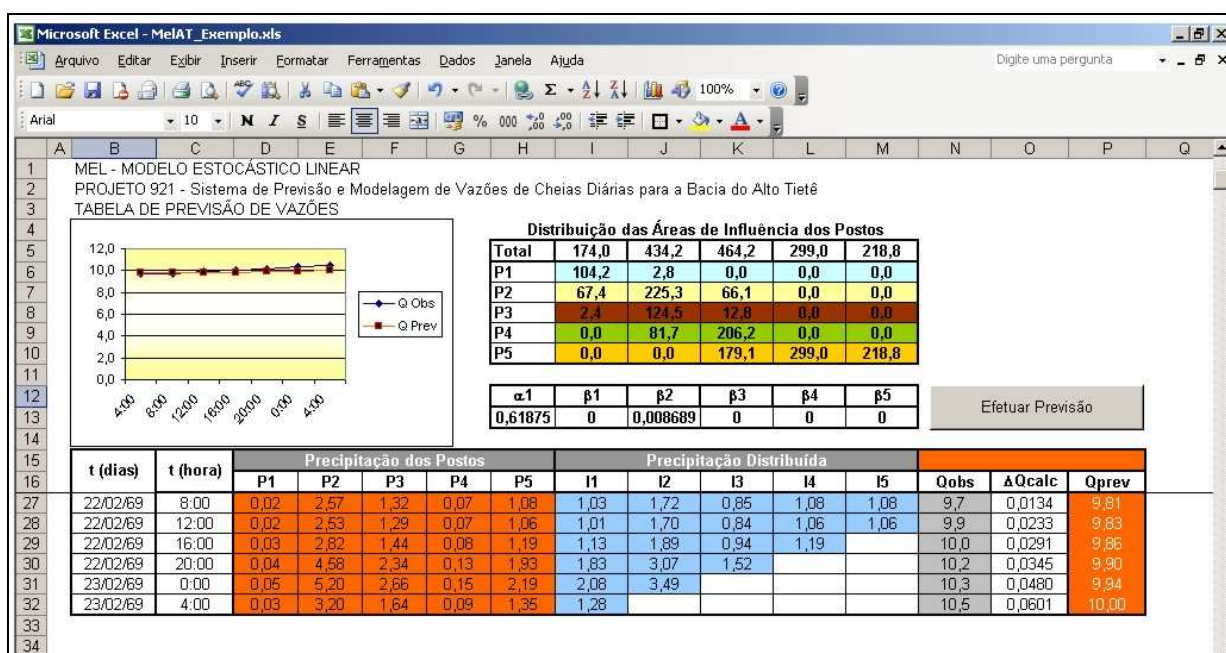 Microsoft Excel - MelAT_Exemplo.xls
Arquivo Editar Exibir Inserir Formatar Ferramentas Dados Janela Ajuda Digite uma pergunta
100%
Arial 10 N I S % 000
A B C D E F G H I J K L M N O P Q
1 MEL - MODELO ESTOCÁSTICO LINEAR
2 PROJETO 921 - Sistema de Previsão e Modelagem de Vazões de Cheias Diárias para a Bacia do Alto Tietê
3 TABELA DE PREVISÃO DE VAZÕES
4 Distribuição das Áreas de Influência dos Postos
5 Total 174,0 434,2 464,2 299,0 218,8
6 P1 104,2 2,8 0,0 0,0 0,0
7 P2 67,4 225,3 66,1 0,0 0,0
8 P3 2,4 124,5 12,8 0,0 0,0
9 P4 0,0 81,7 206,2 0,0 0,0
10 P5 0,0 0,0 179,1 299,0 218,8
11
12 α1 β1 β2 β3 β4 β5
13 0,61875 0 0,008689 0 0 0
Efetuar Previsão
12,0
10,0
8,0
6,0
4,0
2,0
0,0
4:00 8:00 12:00 16:00 20:00 0:00 4:00
Q Obs
Q Prev
14
15 t (dias) t (hora) Precipitação dos Postos Precipitação Distribuída
16 P1 P2 P3 P4 P5 I1 I2 I3 I4 I5 Qobs ΔQcalc Qprev
27 22/02/69 8:00 0,02 2,57 1,32 0,07 1,08 1,03 1,72 0,85 1,08 1,08 9,7 0,0134 9,81
28 22/02/69 12:00 0,02 2,53 1,29 0,07 1,06 1,01 1,70 0,84 1,06 1,06 9,9 0,0233 9,83
29 22/02/69 16:00 0,03 2,82 1,44 0,08 1,19 1,13 1,89 0,94 1,19 10,0 0,0291 9,86
30 22/02/69 20:00 0,04 4,58 2,34 0,13 1,93 1,83 3,07 1,52 10,2 0,0345 9,90
31 23/02/69 0:00 0,05 5,20 2,66 0,15 2,19 2,08 3,49 10,3 0,0480 9,94
32 23/02/69 4:00 0,03 3,20 1,64 0,09 1,35 1,28 10,5 0,0601 10,00
33
34